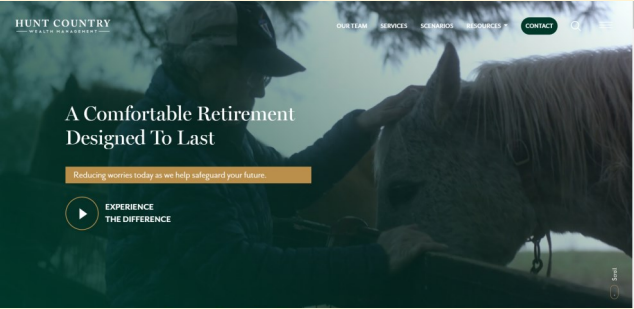 HUNT COUNTRY
WEALTH MANAGEMENT
OUR TEAM SERVICES SCENARIOS RESOURCES CONTACT
A Comfortable Retirement
Designed To Last
Reducing worries today as we help safeguard your future.
EXPERIENCE
THE DIFFERENCE